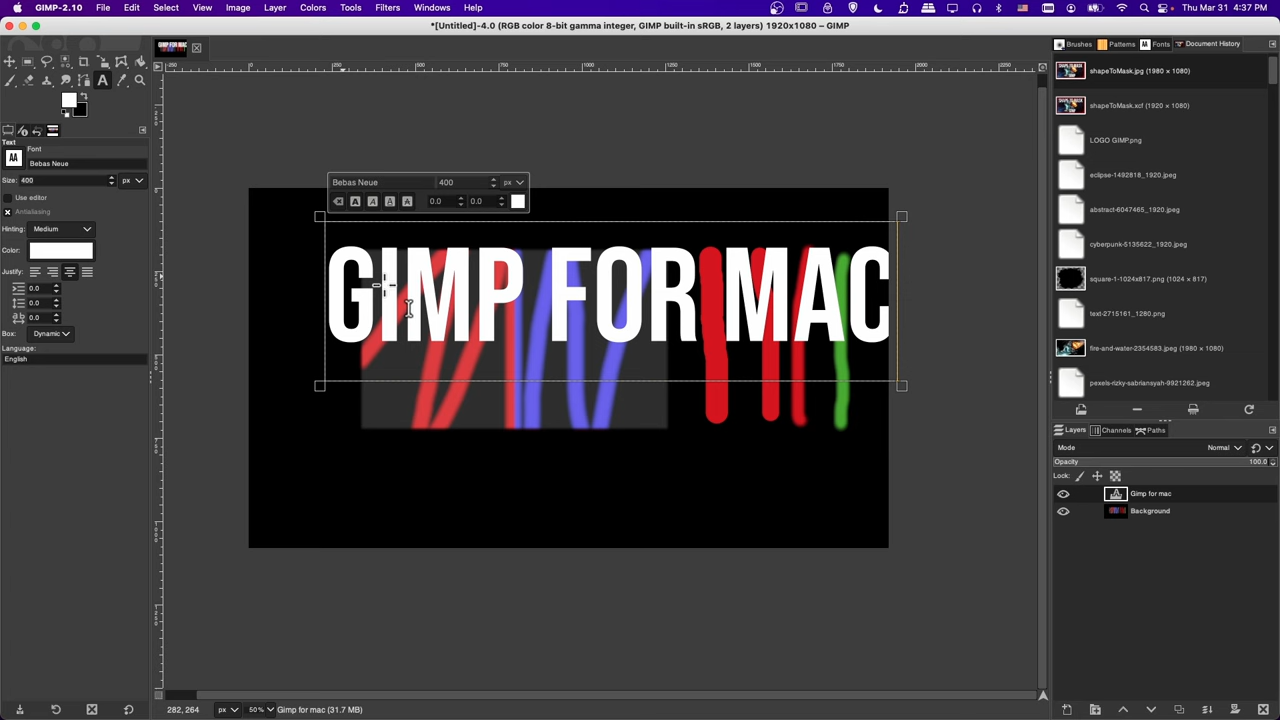 GIMP-2.10 File Edit Select View Image Layer Colors Tools Filters Windows Help Thu Mar 31 4:37 PM
*[Untitled]-4.0 (RGB color 8-bit gamma integer, GIMP built-in sRGB, 2 layers) 1920x1080 – GIMP
Brushes Patterns Fonts Document History
shapeToMask.jpg (1980 × 1080)
shapeToMask.xcf (1920 × 1080)
LOGO GIMP.png
eclipse-1492818_1920.jpeg
abstract-6047465_1920.jpg
cyberpunk-5135622_1920.jpg
square-1-1024x817.png (1024 × 817)
text-2715161_1280.png
fire-and-water-2354583.jpeg (1980 × 1080)
pexels-rizky-sabriansyah-9921262.jpeg
Text
Font
AA Bebas Neue
Size: 400 px
Use editor
Antialiasing
Hinting: Medium
Color:
Justify:
0.0
0.0
0.0
Box: Dynamic
Language:
English
Bebas Neue 400 px
0.0 0.0
GIMP FOR MAC
Layers Channels Paths
Mode Normal
Opacity 100.0
Lock:
Gimp for mac
Background
282, 264 px 50% Gimp for mac (31.7 MB)